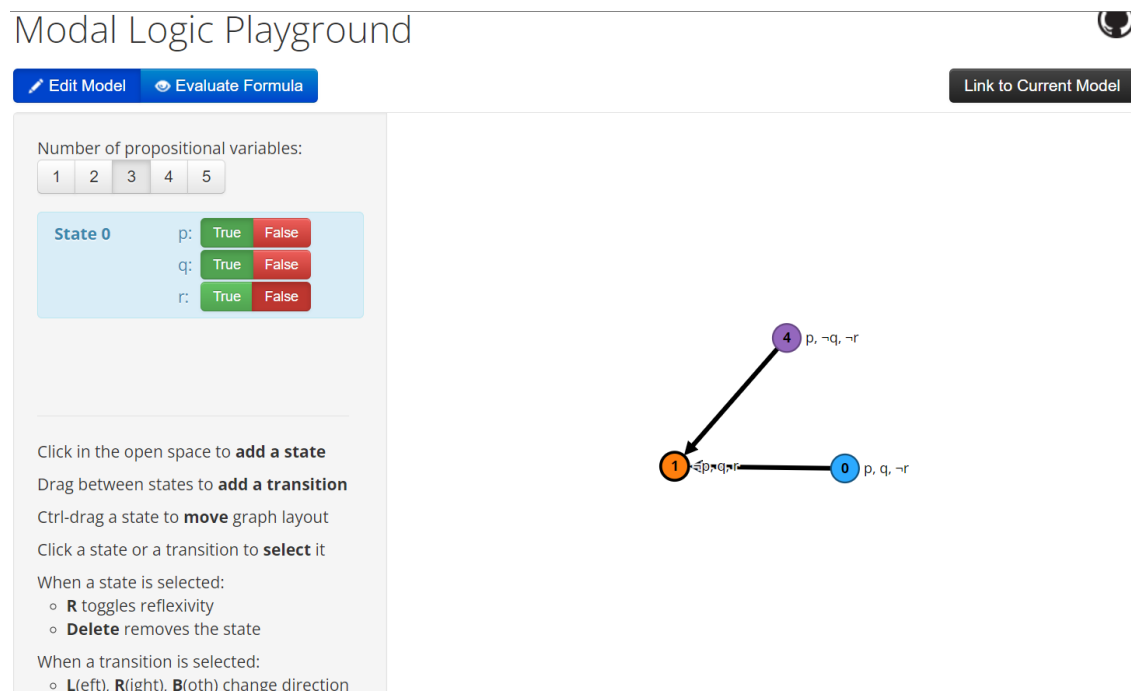 Modal Logic Playground
Edit Model Evaluate Formula Link to Current Model
Number of propositional variables:
1 2 3 4 5
State 0 p: True False
q: True False
r: True False
4 p, ¬q, ¬r
1 0 p, q, ¬r
Click in the open space to add a state
Drag between states to add a transition
Ctrl-drag a state to move graph layout
Click a state or a transition to select it
When a state is selected:
R toggles reflexivity
Delete removes the state
When a transition is selected:
L(eft), R(ight), B(oth) change direction